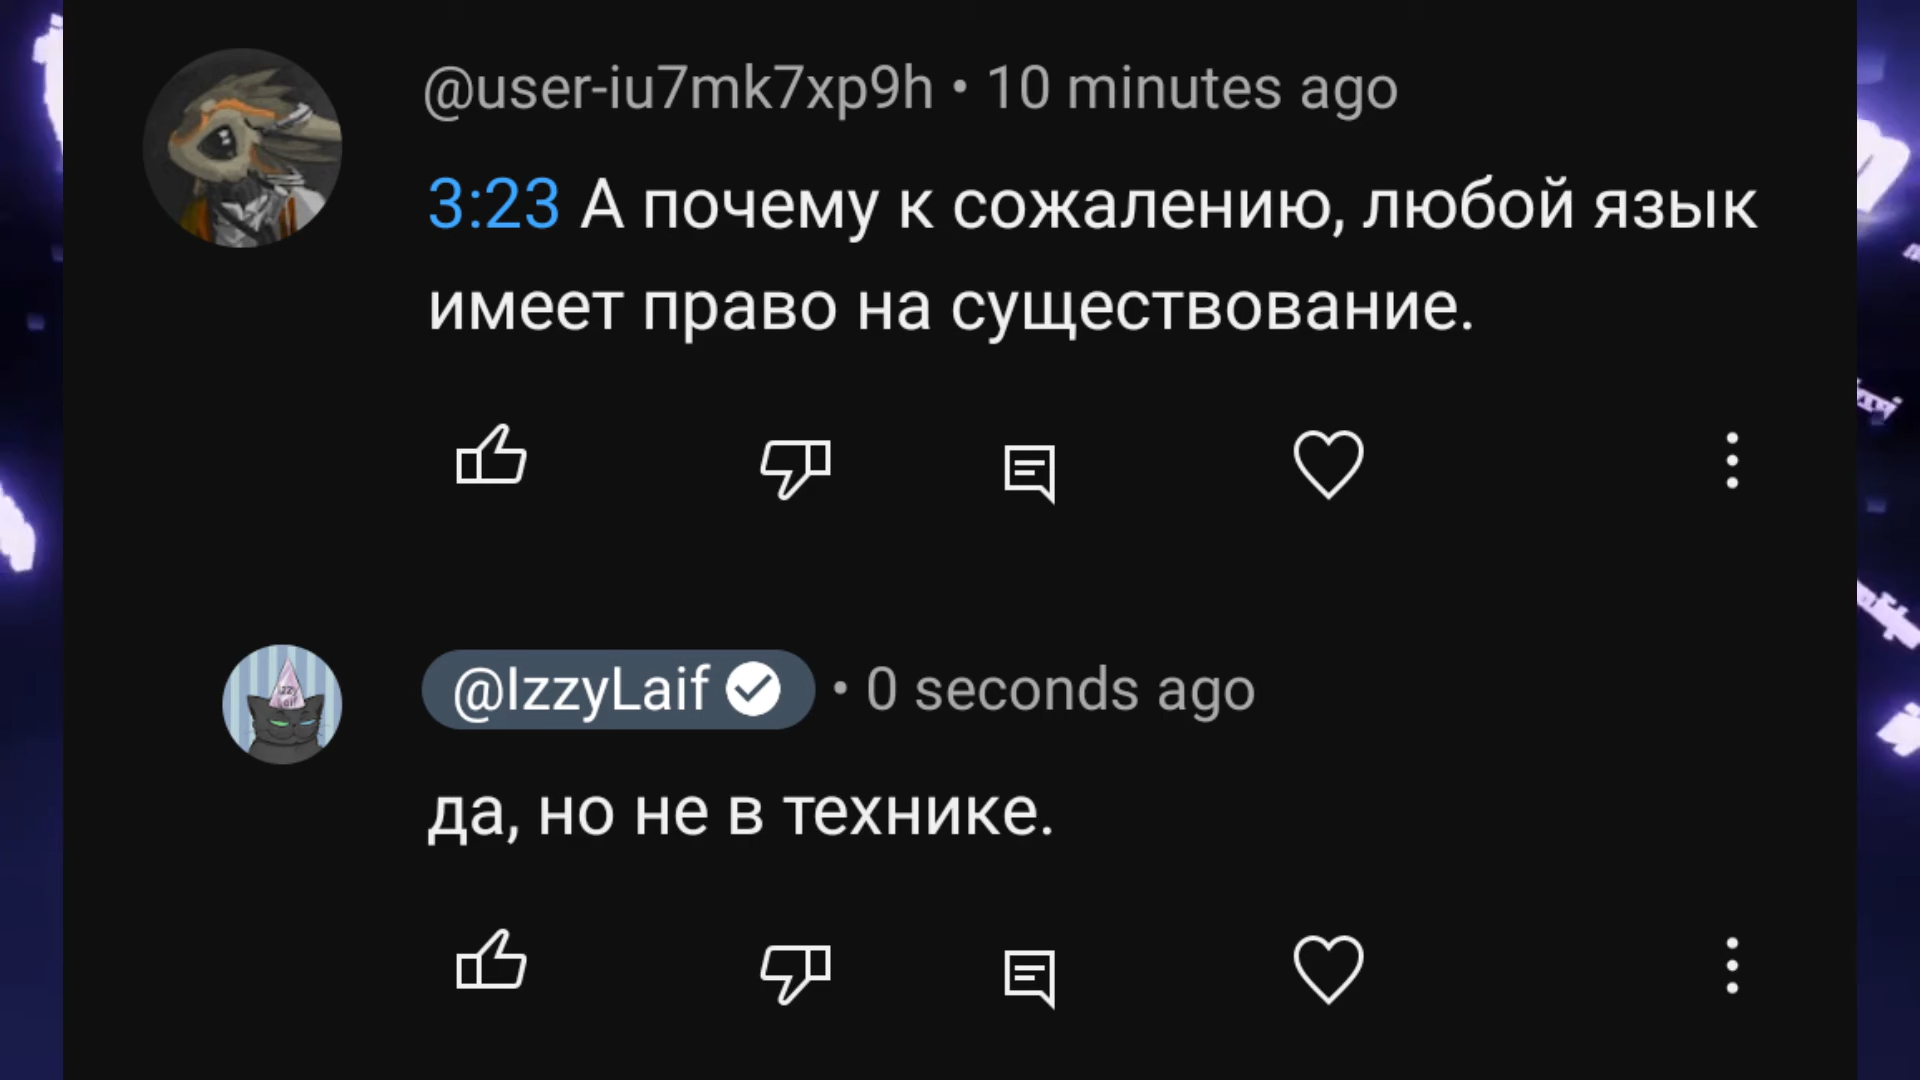 @user-iu7mk7xp9h • 10 minutes ago
3:23 А почему к сожалению, любой язык
имеет право на существование.
@IzzyLaif • 0 seconds ago
да, но не в технике.